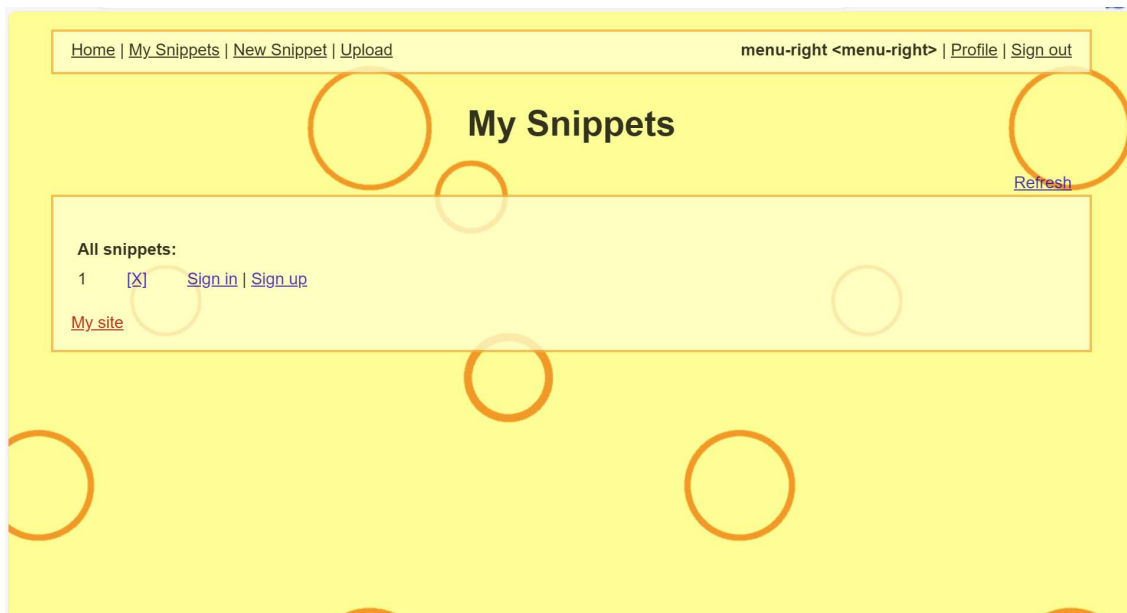 Home | My Snippets | New Snippet | Upload menu-right <menu-right> | Profile | Sign out
My Snippets
Refresh
All snippets:
1 [X] Sign in | Sign up
My site